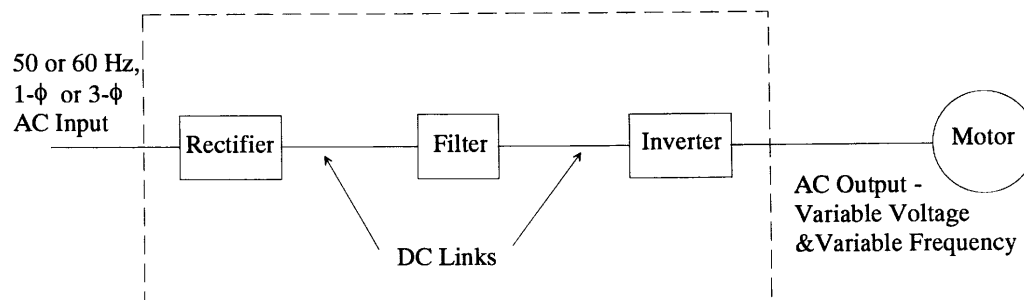 50 or 60 Hz,
1-ϕ or 3-ϕ
AC Input
Rectifier
Filter
Inverter
Motor
DC Links
AC Output -
Variable Voltage
&Variable Frequency